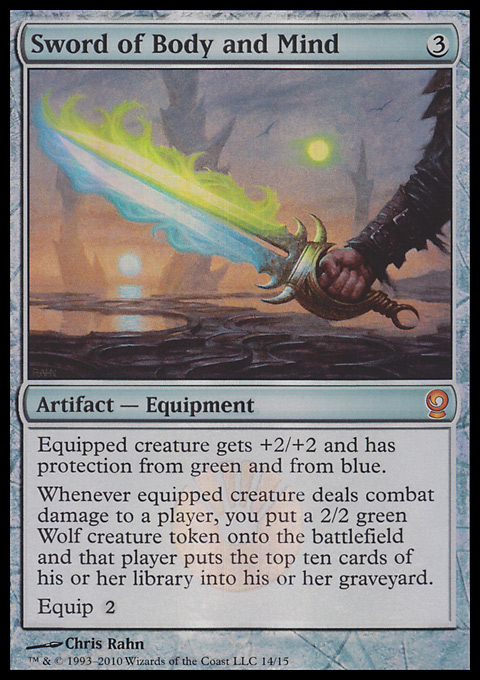 Sword of Body and Mind 3
Artifact — Equipment
Equipped creature gets +2/+2 and has
protection from green and from blue.
Whenever equipped creature deals combat
damage to a player, you put a 2/2 green
Wolf creature token onto the battlefield
and that player puts the top ten cards of
his or her library into his or her graveyard.
Equip 2
Chris Rahn
™ & © 1993–2010 Wizards of the Coast LLC 14/15